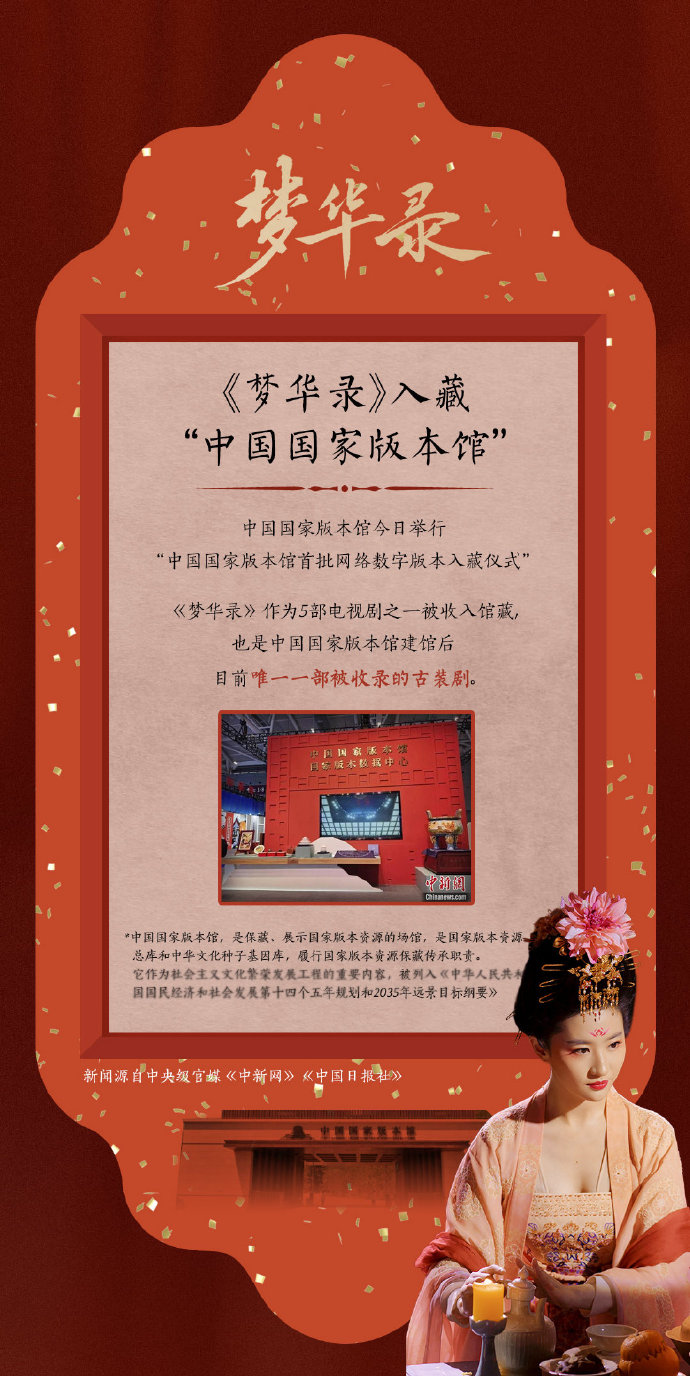 梦华录
《梦华录》入藏
“中国国家版本馆”
中国国家版本馆今日举行
“中国国家版本馆首批网络数字版本入藏仪式”
《梦华录》作为5部电视剧之一被收入馆藏,
也是中国国家版本馆建馆后
目前唯一一部被收录的古装剧。
中国国家版本馆
国家版本数据中心
中新网
Chinanews.com
*中国国家版本馆，是保藏、展示国家版本资源的场馆，是国家版本资源
总库和中华文化种子基因库，履行国家版本资源保藏传承职责。
它作为社会主义文化繁荣发展工程的重要内容，被列入《中华人民共和
国国民经济和社会发展第十四个五年规划和2035年远景目标纲要》
新闻源自中央级官媒《中新网》《中国日报社》
中国国家版本馆